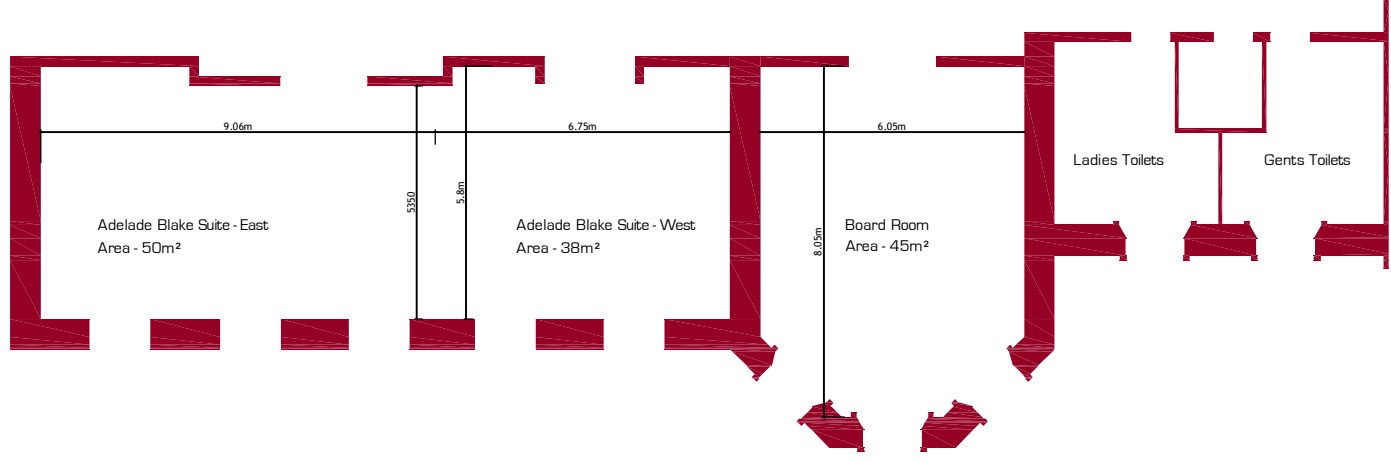 9.06m
6.75m
6.05m
Ladies Toilets
Gents Toilets
5350
5.8m
Adelade Blake Suite - East
Area - 50m²
Adelade Blake Suite - West
Area - 38m²
8.05m
Board Room
Area - 45m²